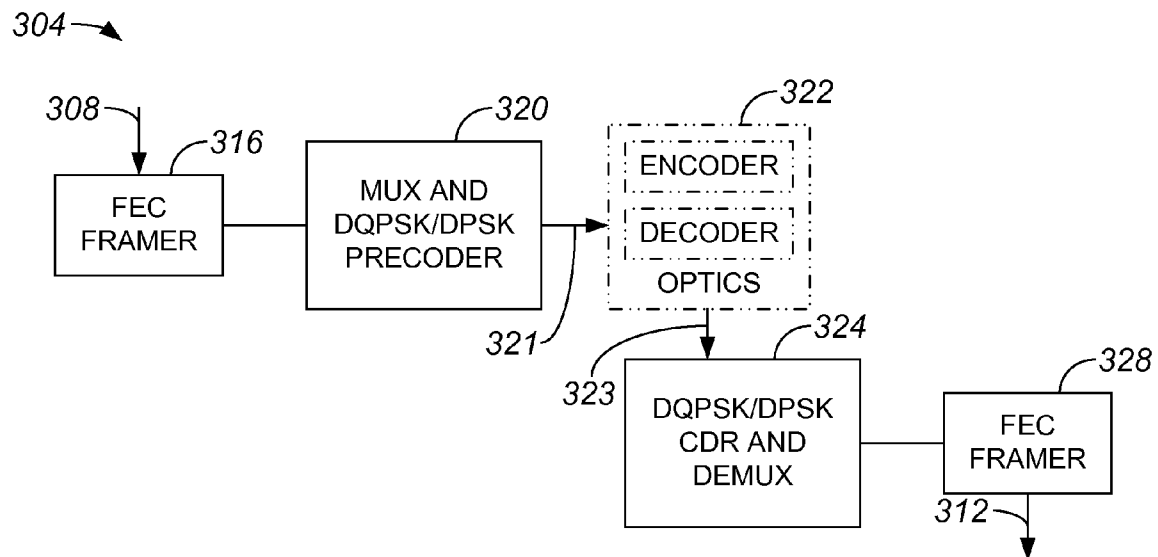 304
308
316
FEC
FRAMER
320
MUX AND
DQPSK/DPSK
PRECODER
321
322
ENCODER
DECODER
OPTICS
323
324
DQPSK/DPSK
CDR AND
DEMUX
328
FEC
FRAMER
312